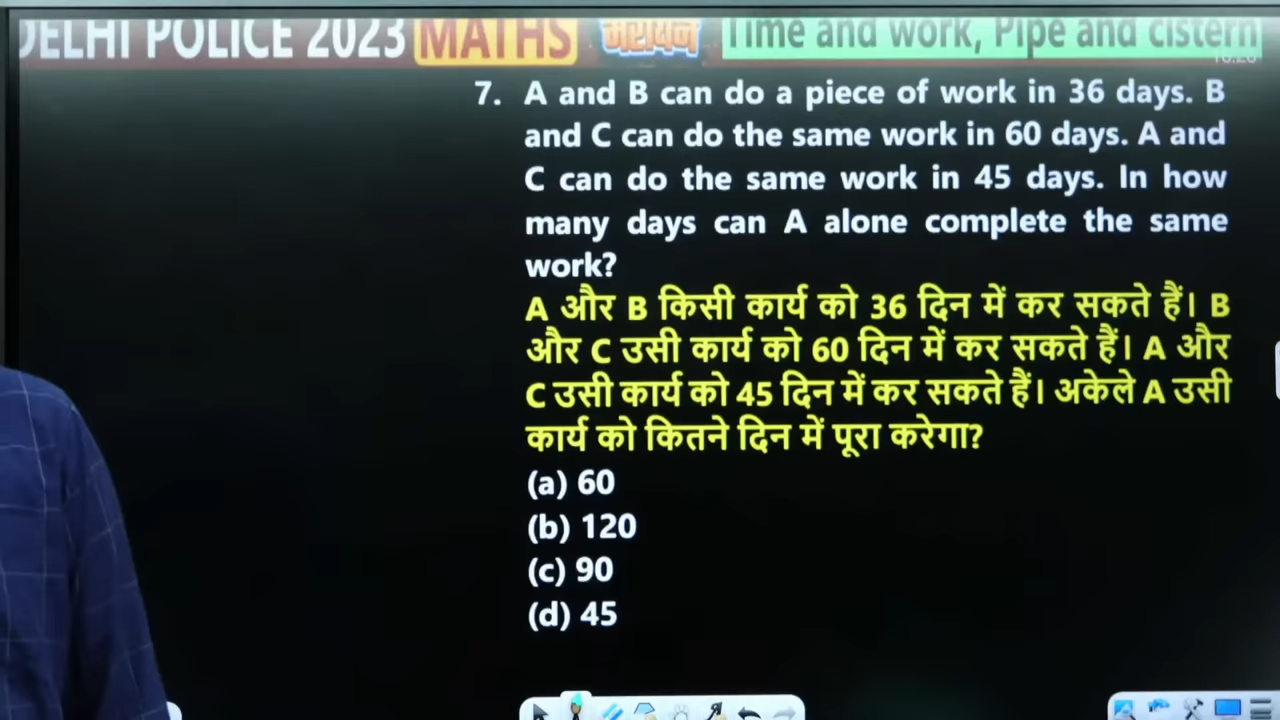 DELHI POLICE 2023 MATHS मैराथन Time and work, Pipe and cistern
7. A and B can do a piece of work in 36 days. B
and C can do the same work in 60 days. A and
C can do the same work in 45 days. In how
many days can A alone complete the same
work?
A और B किसी कार्य को 36 दिन में कर सकते हैं। B
और C उसी कार्य को 60 दिन में कर सकते हैं। A और
C उसी कार्य को 45 दिन में कर सकते हैं। अकेले A उसी
कार्य को कितने दिन में पूरा करेगा?
(a) 60
(b) 120
(c) 90
(d) 45